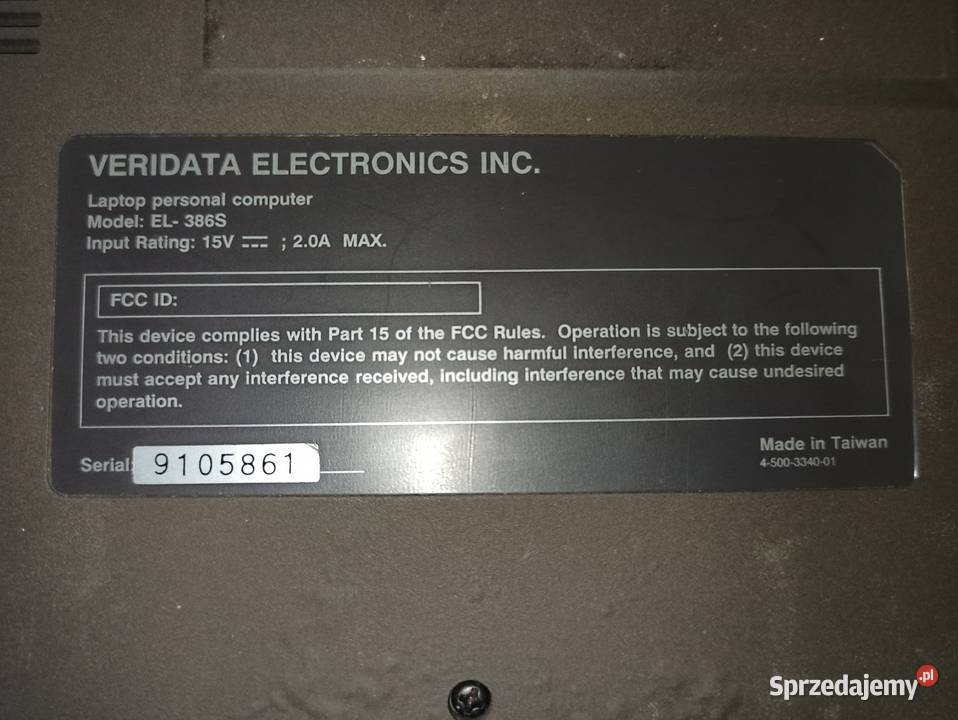 VERIDATA ELECTRONICS INC.
Laptop personal computer
Model: EL- 386S
Input Rating: 15V ; 2.0A MAX.
FCC ID:
This device complies with Part 15 of the FCC Rules. Operation is subject to the following
two conditions: (1) this device may not cause harmful interference, and (2) this device
must accept any interference received, including interference that may cause undesired
operation.
Serial: 9105861
Made in Taiwan
4-500-3340-01
Sprzedajemy.pl